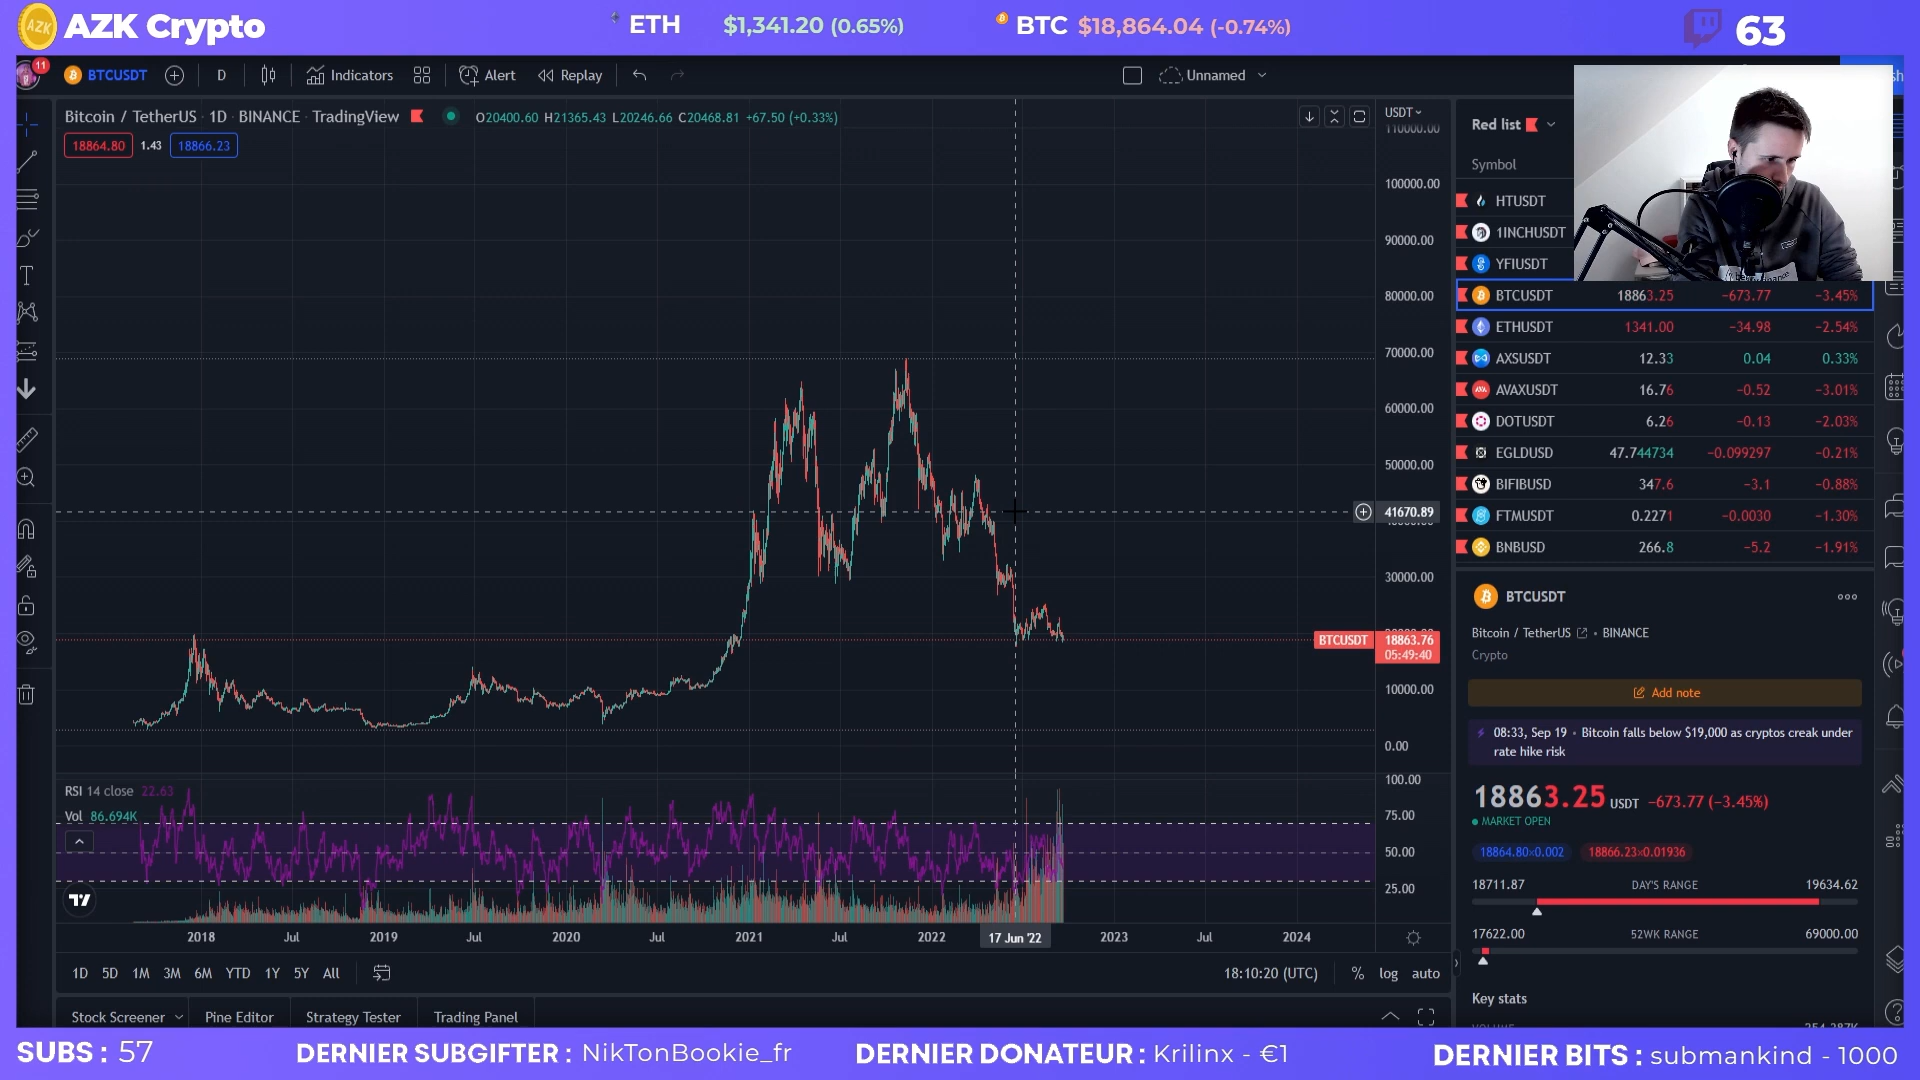 AZK
AZK Crypto
ETH $1,341.20 (0.65%)
BTC $18,864.04 (-0.74%)
63
11
BTCUSDT
D
Indicators
Alert
Replay
Unnamed
Bitcoin / TetherUS · 1D · BINANCE · TradingView
O20400.60 H21365.43 L20246.66 C20468.81 +67.50 (+0.33%)
18864.80 1.43 18866.23
USDT
110000.00
100000.00
90000.00
80000.00
70000.00
60000.00
50000.00
41670.89
30000.00
BTCUSDT 18863.76
05:49:40
10000.00
0.00
RSI 14 close 22.63
Vol 86.694K
100.00
75.00
50.00
25.00
2018 Jul 2019 Jul 2020 Jul 2021 Jul 2022 17 Jun '22 2023 Jul 2024
1D 5D 1M 3M 6M YTD 1Y 5Y All
18:10:20 (UTC) % log auto
Stock Screener Pine Editor Strategy Tester Trading Panel
Red list
Symbol
HTUSDT
1INCHUSDT
YFIUSDT
BTCUSDT 18863.25 −673.77 −3.45%
ETHUSDT 1341.00 −34.98 −2.54%
AXSUSDT 12.33 0.04 0.33%
AVAXUSDT 16.76 −0.52 −3.01%
DOTUSDT 6.26 −0.13 −2.03%
EGLDUSD 47.744734 −0.099297 −0.21%
BIFIBUSD 347.6 −3.1 −0.88%
FTMUSDT 0.2271 −0.0030 −1.30%
BNBUSD 266.8 −5.2 −1.91%
BTCUSDT
Bitcoin / TetherUS • BINANCE
Crypto
Add note
08:33, Sep 19 • Bitcoin falls below $19,000 as cryptos creak under
rate hike risk
18863.25 USDT −673.77 (−3.45%)
MARKET OPEN
18864.80×0.002 18866.23×0.01936
18711.87 DAY'S RANGE 19634.62
17622.00 52WK RANGE 69000.00
Key stats
SUBS : 57
DERNIER SUBGIFTER : NikTonBookie_fr
DERNIER DONATEUR : Krilinx - €1
DERNIER BITS : submankind - 1000